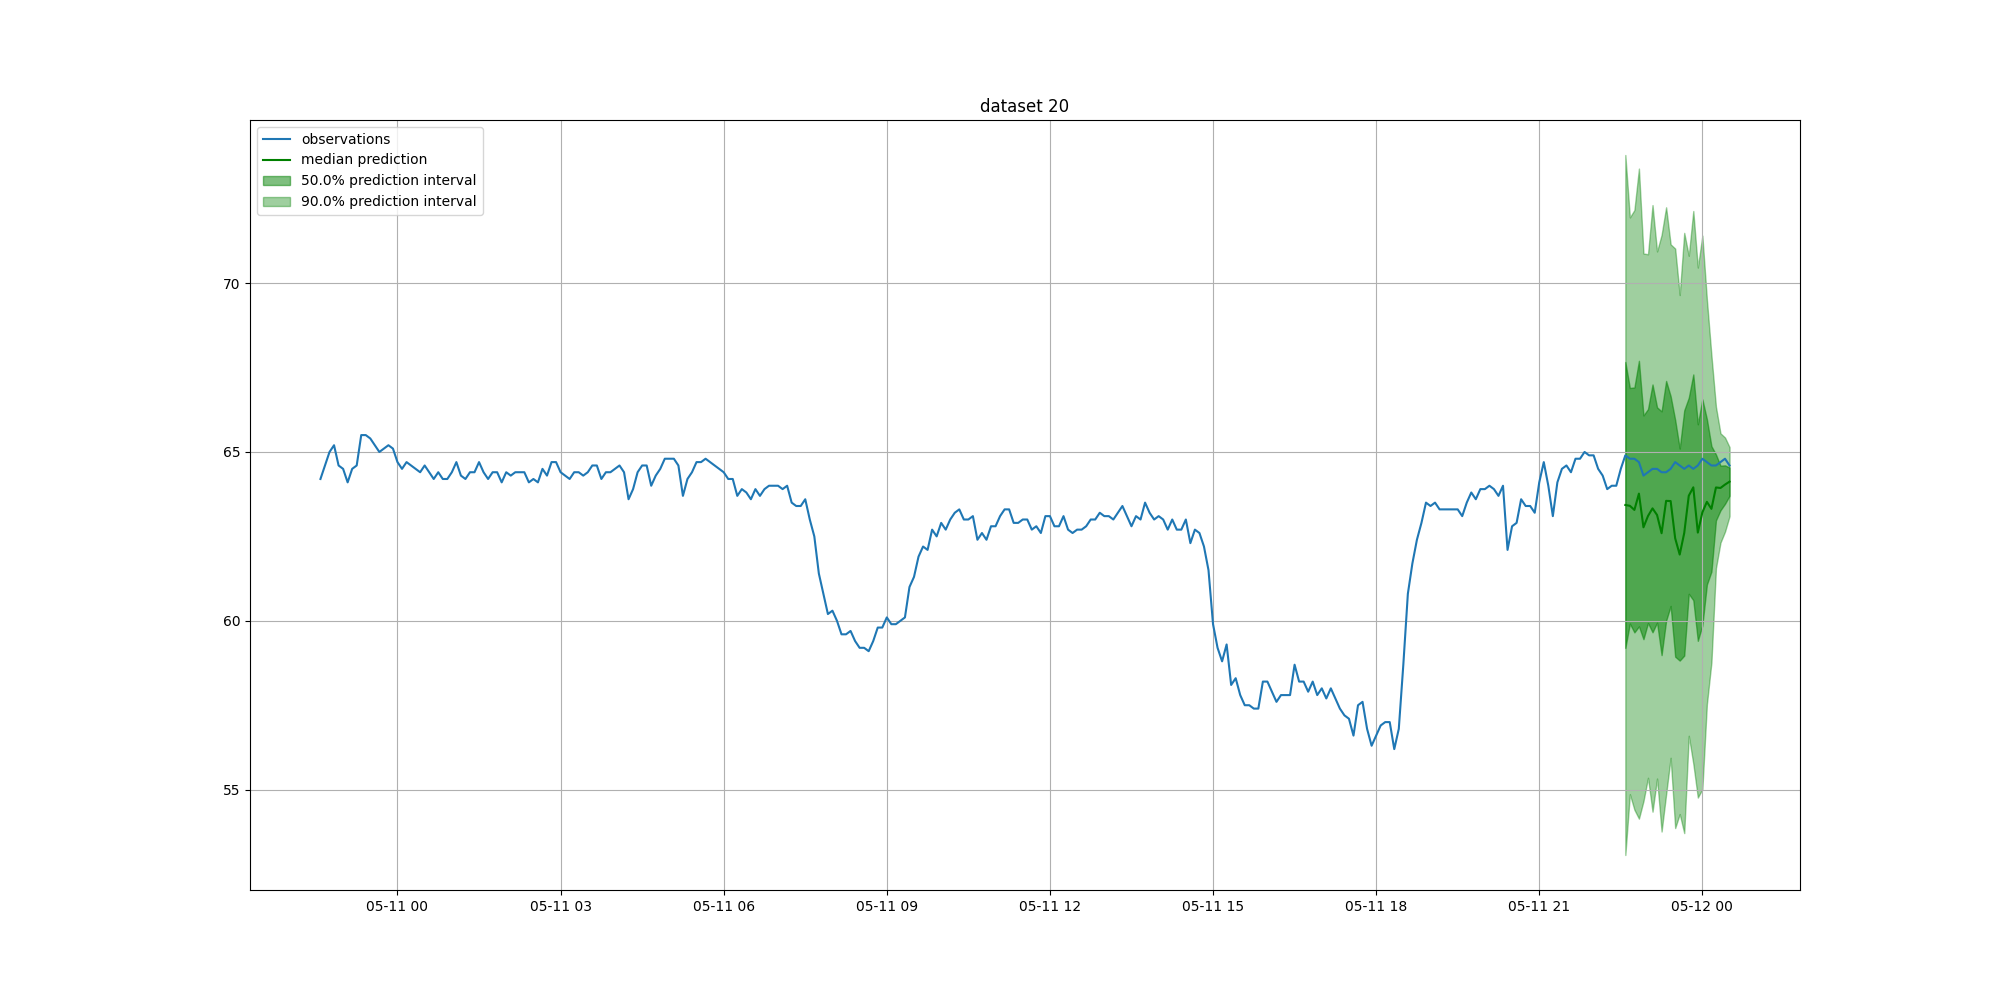 dataset 20
observations
median prediction
50.0% prediction interval
90.0% prediction interval
70
65
60
55
05-11 00
05-11 03
05-11 06
05-11 09
05-11 12
05-11 15
05-11 18
05-11 21
05-12 00